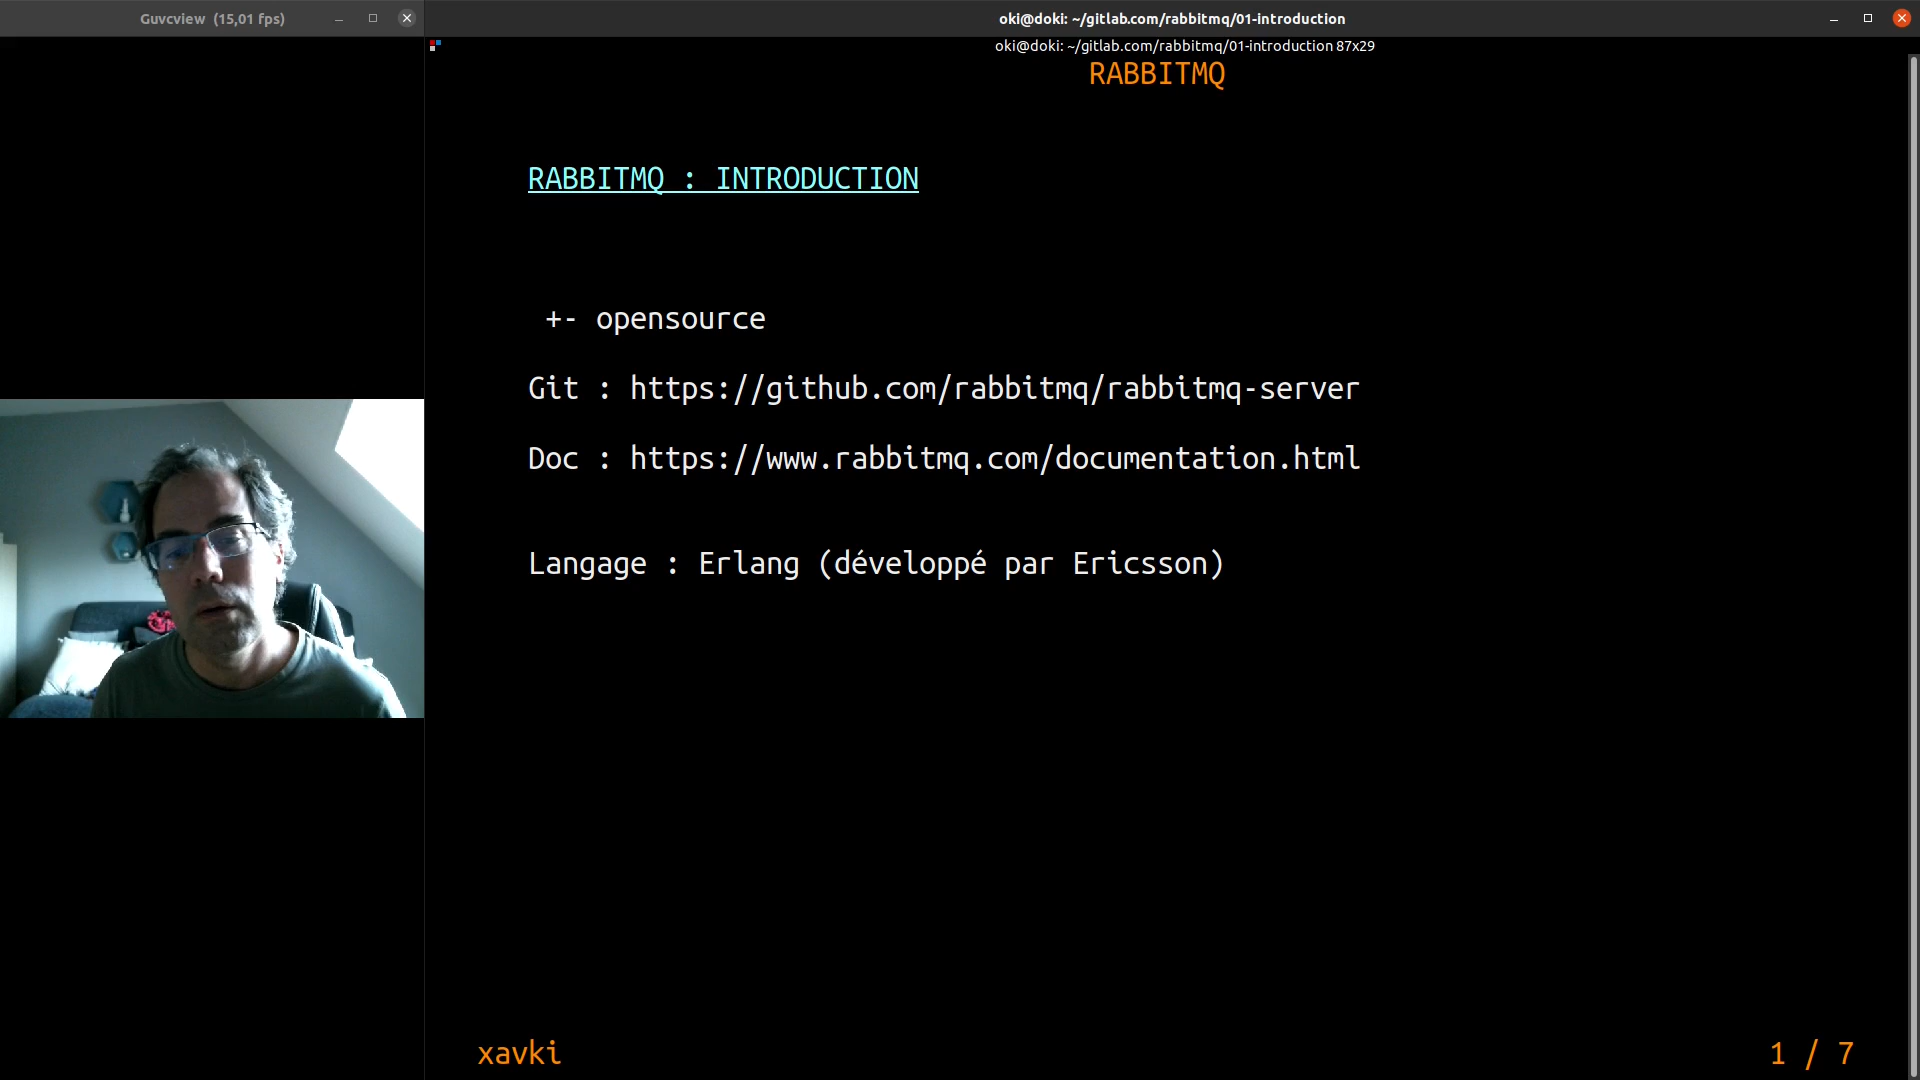 Guvcview (15,01 fps)
oki@doki: ~/gitlab.com/rabbitmq/01-introduction
oki@doki: ~/gitlab.com/rabbitmq/01-introduction 87x29
RABBITMQ
RABBITMQ : INTRODUCTION
+- opensource
Git : https://github.com/rabbitmq/rabbitmq-server
Doc : https://www.rabbitmq.com/documentation.html
Langage : Erlang (développé par Ericsson)
xavki
1 / 7